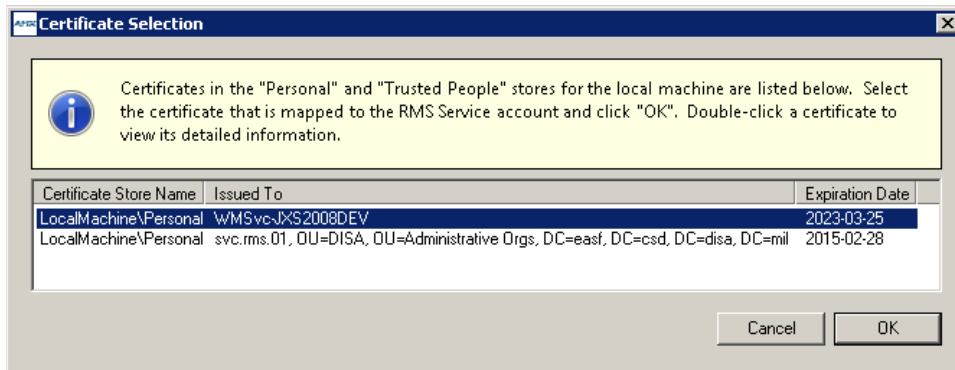 AMX Certificate Selection
Certificates in the "Personal" and "Trusted People" stores for the local machine are listed below. Select
the certificate that is mapped to the RMS Service account and click "OK". Double-click a certificate to
view its detailed information.
Certificate Store Name Issued To Expiration Date
LocalMachine\Personal WMSvc-JXS2008DEV 2023-03-25
LocalMachine\Personal svc.rms.01, OU=DISA, OU=Administrative Orgs, DC=easf, DC=csd, DC=disa, DC=mil 2015-02-28
Cancel OK